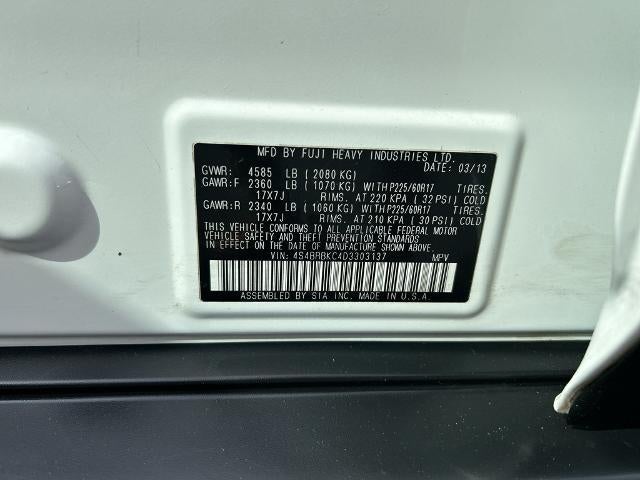 MFD BY FUJI HEAVY INDUSTRIES LTD.
DATE: 03/13
GVWR: 4585 LB (2080 KG)
GAWR:F 2360 LB (1070 KG) WITH P225/60R17 TIRES.
17X7J RIMS. AT 220 KPA (32 PSI) COLD
GAWR:R 2340 LB (1060 KG) WITH P225/60R17 TIRES.
17X7J RIMS. AT 210 KPA (30 PSI) COLD
THIS VEHICLE CONFORMS TO ALL APPLICABLE FEDERAL MOTOR
VEHICLE SAFETY AND THEFT PREVENTION STANDARDS
IN EFFECT ON THE DATE OF MANUFACTURE SHOWN ABOVE.
VIN: 4S4BRBKC4D3303137 MPV
ASSEMBLED BY SIA INC. MADE IN U.S.A.